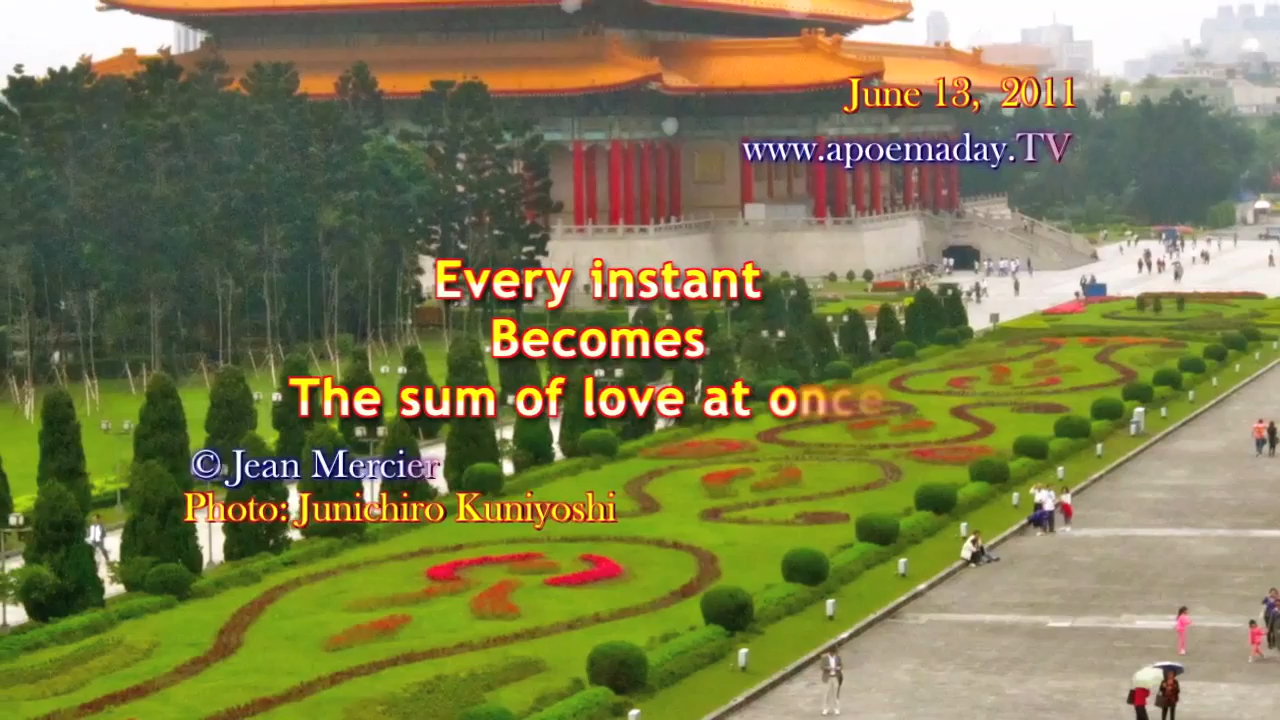 June 13, 2011
www.apoemaday.TV
Every instant
Becomes
The sum of love at once
© Jean Mercier
Photo: Junichiro Kuniyoshi